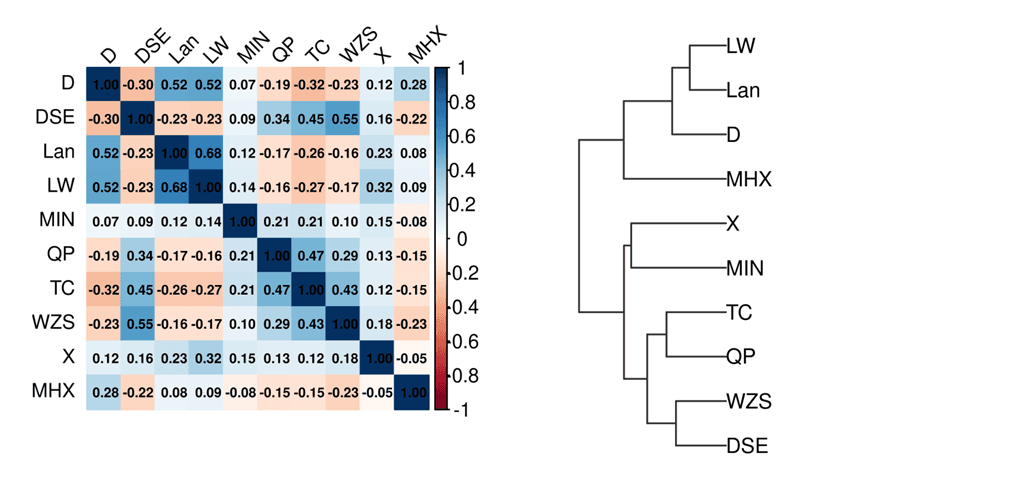 D DSE Lan LW MIN QP TC WZS X MHX
D 1.00 -0.30 0.52 0.52 0.07 -0.19 -0.32 -0.23 0.12 0.28
DSE -0.30 1.00 -0.23 -0.23 0.09 0.34 0.45 0.55 0.16 -0.22
Lan 0.52 -0.23 1.00 0.68 0.12 -0.17 -0.26 -0.16 0.23 0.08
LW 0.52 -0.23 0.68 1.00 0.14 -0.16 -0.27 -0.17 0.32 0.09
MIN 0.07 0.09 0.12 0.14 1.00 0.21 0.21 0.10 0.15 -0.08
QP -0.19 0.34 -0.17 -0.16 0.21 1.00 0.47 0.29 0.13 -0.15
TC -0.32 0.45 -0.26 -0.27 0.21 0.47 1.00 0.43 0.12 -0.15
WZS -0.23 0.55 -0.16 -0.17 0.10 0.29 0.43 1.00 0.18 -0.23
X 0.12 0.16 0.23 0.32 0.15 0.13 0.12 0.18 1.00 -0.05
MHX 0.28 -0.22 0.08 0.09 -0.08 -0.15 -0.15 -0.23 -0.05 1.00
1
0.8
0.6
0.4
0.2
0
-0.2
-0.4
-0.6
-0.8
-1
LW
Lan
D
MHX
X
MIN
TC
QP
WZS
DSE